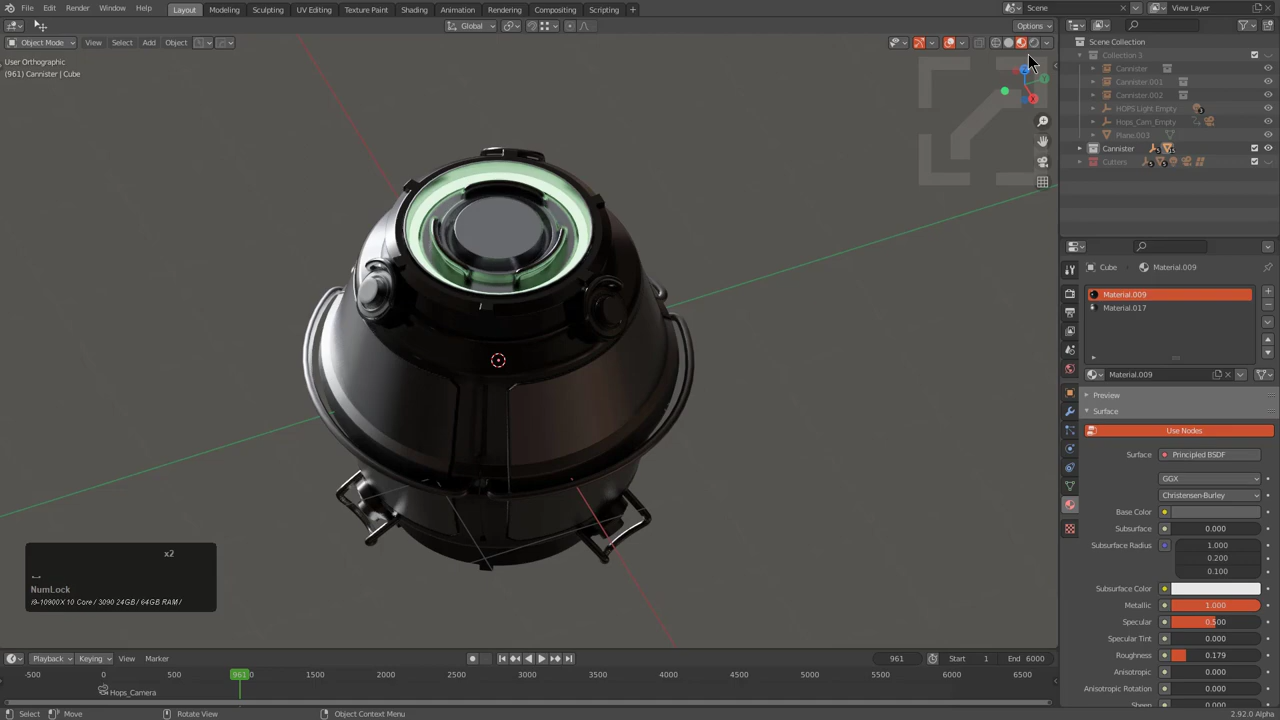 File Edit Render Window Help Layout Modeling Sculpting UV Editing Texture Paint Shading Animation Rendering Compositing Scripting + Scene View Layer
Global Options
Object Mode View Select Add Object
User Orthographic
(961) Cannister | Cube
Scene Collection
Collection 3
Cannister
Cannister.001
Cannister.002
HOPS Light Empty
Hops_Cam_Empty
Plane.003
Cannister
Cutters
Cube Material.009
Material.009
Material.017
Material.009
Preview
Surface
Use Nodes
Surface Principled BSDF
GGX
Christensen-Burley
Base Color
Subsurface 0.000
Subsurface Radius 1.000
0.200
0.100
Subsurface Color
Metallic 1.000
Specular 0.500
Specular Tint 0.000
Roughness 0.179
Anisotropic 0.000
Anisotropic Rotation 0.000
Sheen 0.000
x2
NumLock
i9-10900X 10 Core / 3090 24GB / 64GB RAM /
Playback Keying View Marker 961 Start 1 End 6000
-500 0 500 961 1500 2000 2500 3000 3500 4000 4500 5000 5500 6000 6500
Hops_Camera
Select Move Rotate View Object Context Menu 2.92.0 Alpha